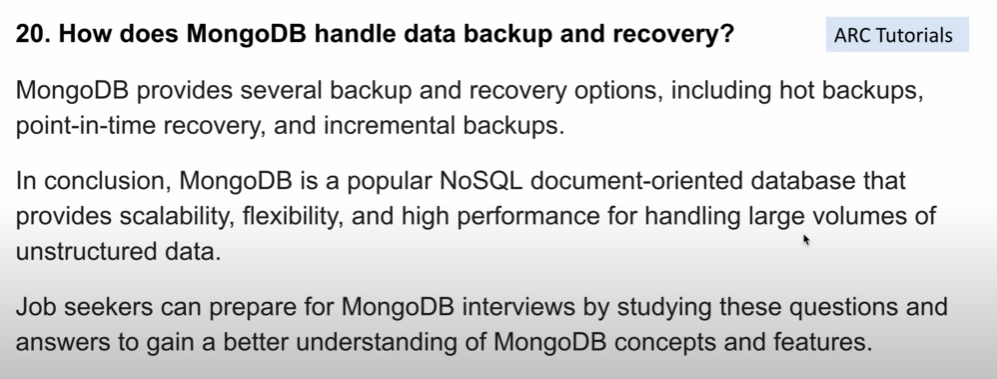 20. How does MongoDB handle data backup and recovery?
ARC Tutorials
MongoDB provides several backup and recovery options, including hot backups,
point-in-time recovery, and incremental backups.
In conclusion, MongoDB is a popular NoSQL document-oriented database that
provides scalability, flexibility, and high performance for handling large volumes of
unstructured data.
Job seekers can prepare for MongoDB interviews by studying these questions and
answers to gain a better understanding of MongoDB concepts and features.